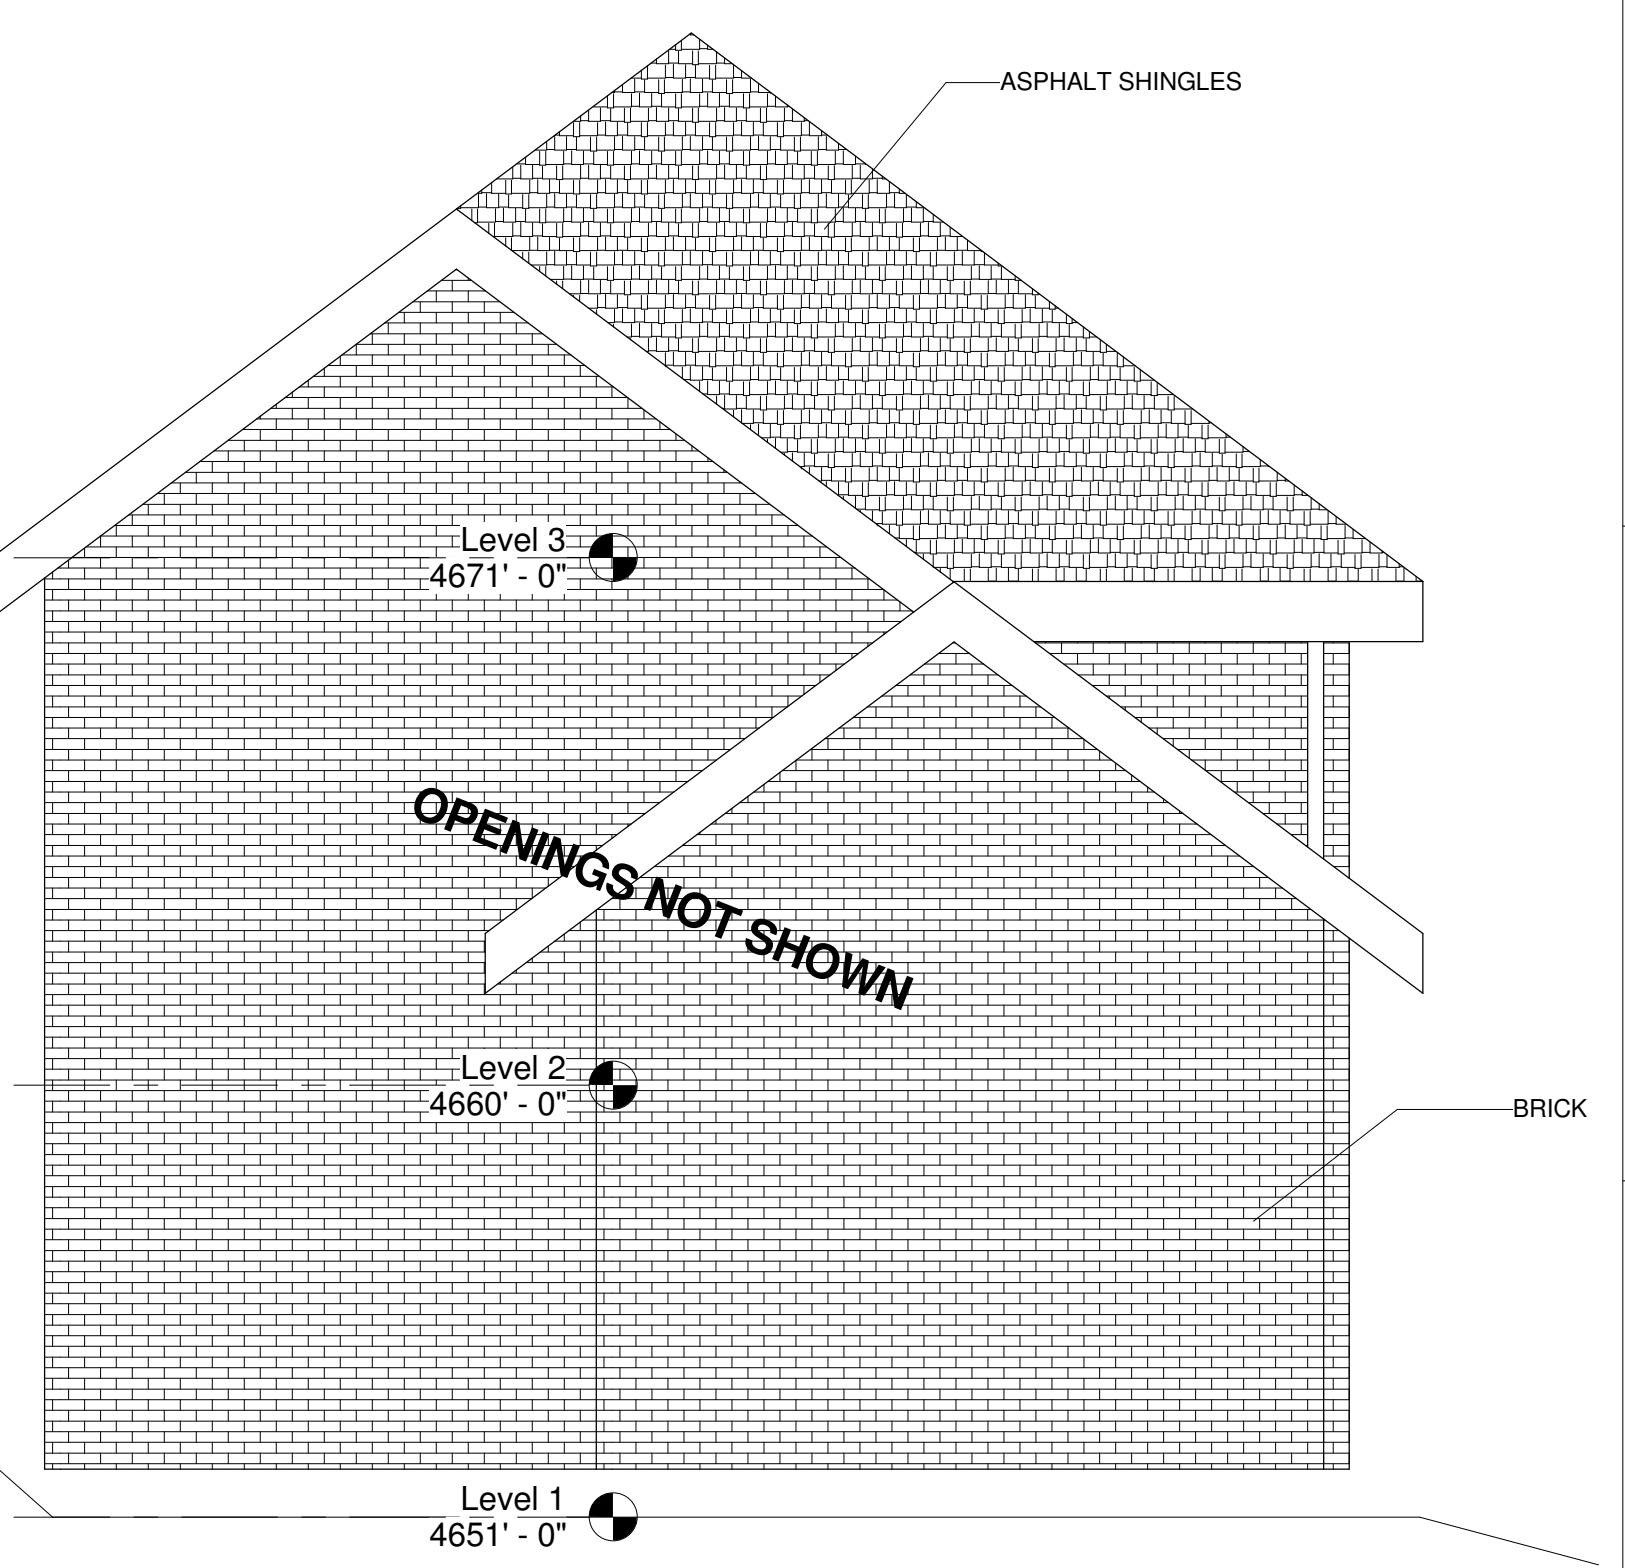 ASPHALT SHINGLES
Level 3
4671' - 0"
OPENINGS NOT SHOWN
Level 2
4660' - 0"
BRICK
Level 1
4651' - 0"